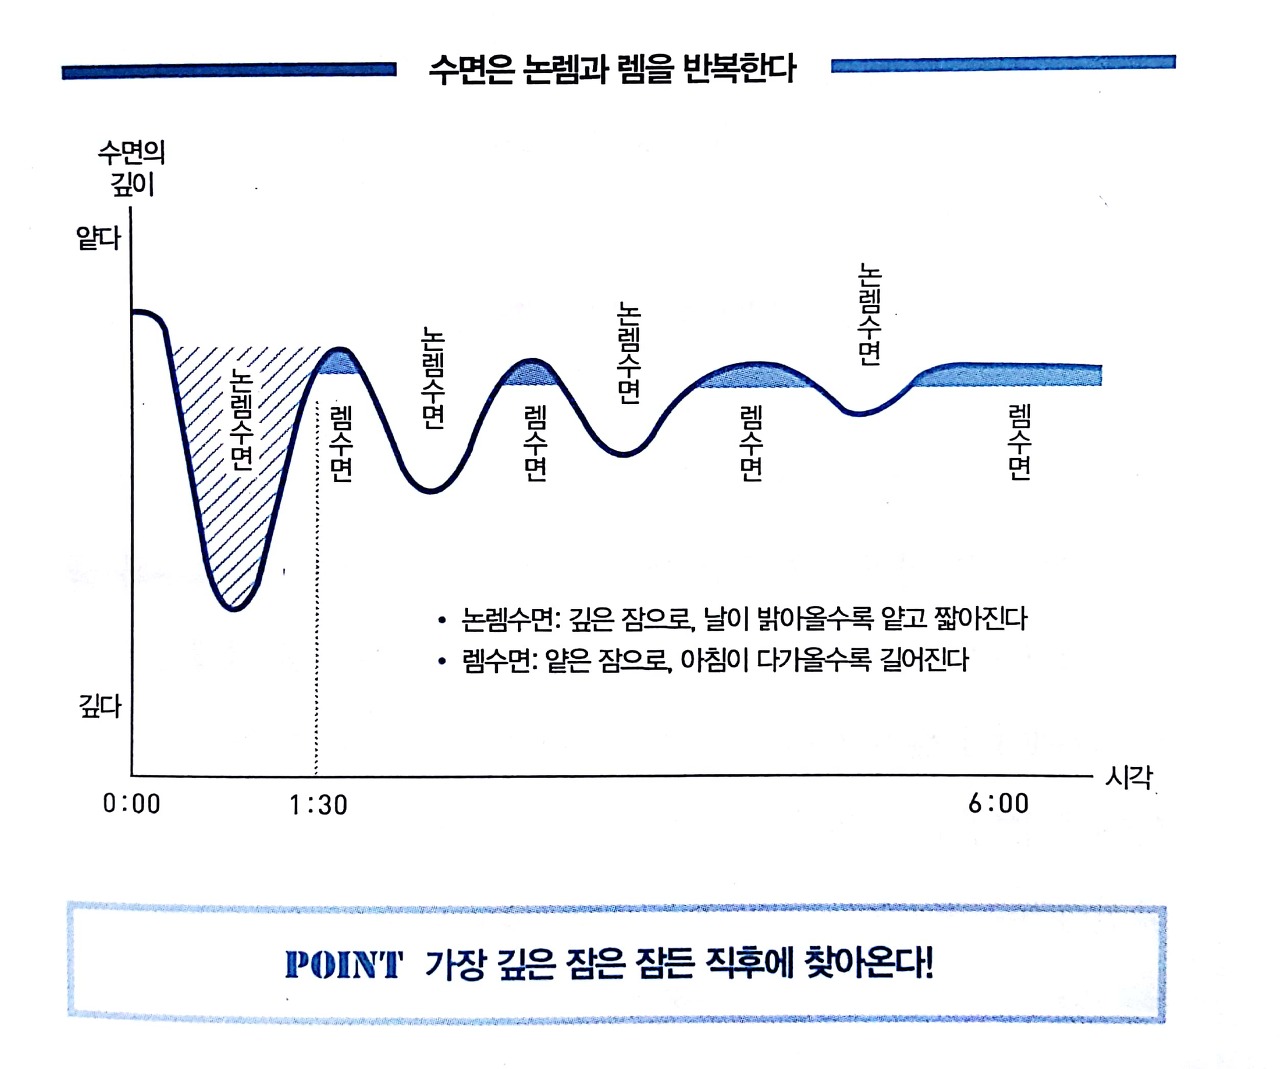 수면은 논렘과 렘을 반복한다
수면의
깊이
얕다
논렘수면
렘수면
논렘수면
렘수면
논렘수면
렘수면
논렘수면
렘수면
• 논렘수면: 깊은 잠으로, 날이 밝아올수록 얕고 짧아진다
• 렘수면: 얕은 잠으로, 아침이 다가올수록 길어진다
깊다
시각
0:00
1:30
6:00
POINT 가장 깊은 잠은 잠든 직후에 찾아온다!